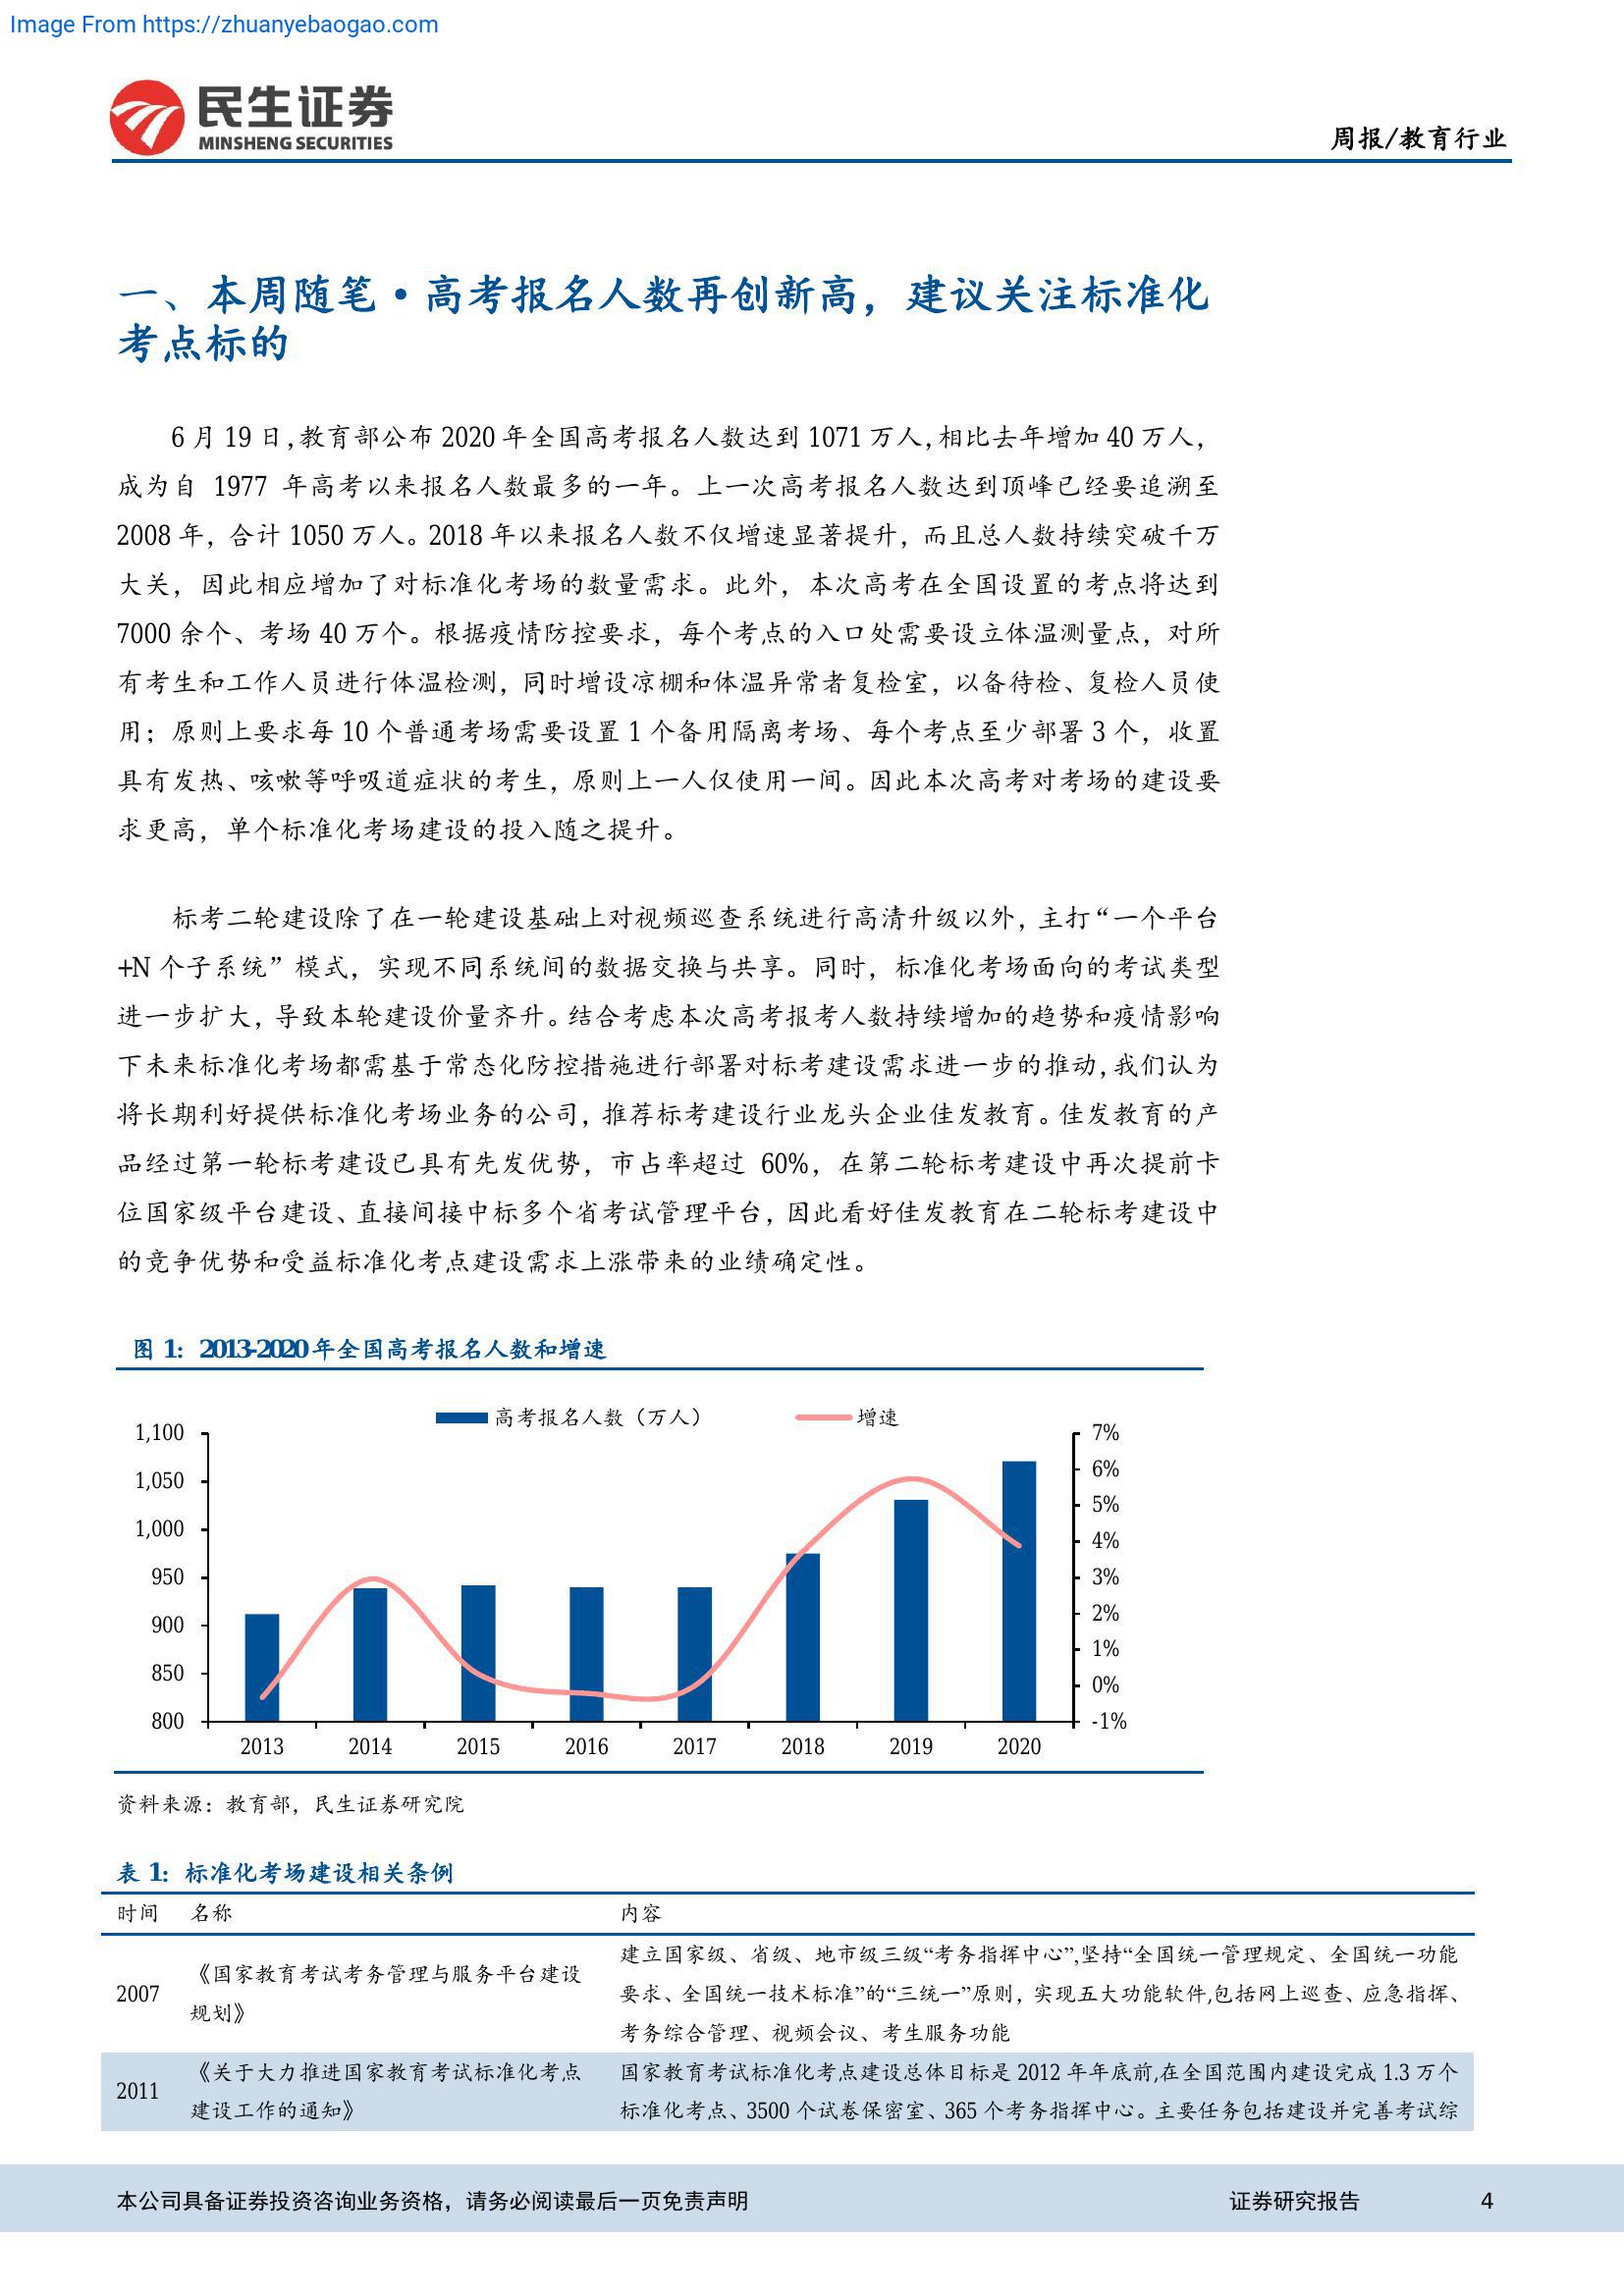 Image From https://zhuanyebaogao.com
民生证券
MINSHENG SECURITIES
周报/教育行业
一、本周随笔·高考报名人数再创新高，建议关注标准化
考点标的
6 月 19 日，教育部公布 2020 年全国高考报名人数达到 1071 万人，相比去年增加 40 万人，
成为自 1977 年高考以来报名人数最多的一年。上一次高考报名人数达到顶峰已经要追溯至
2008 年，合计 1050 万人。2018 年以来报名人数不仅增速显著提升，而且总人数持续突破千万
大关，因此相应增加了对标准化考场的数量需求。此外，本次高考在全国设置的考点将达到
7000 余个、考场 40 万个。根据疫情防控要求，每个考点的入口处需要设立体温测量点，对所
有考生和工作人员进行体温检测，同时增设凉棚和体温异常者复检室，以备待检、复检人员使
用；原则上要求每 10 个普通考场需要设置 1 个备用隔离考场、每个考点至少部署 3 个，收置
具有发热、咳嗽等呼吸道症状的考生，原则上一人仅使用一间。因此本次高考对考场的建设要
求更高，单个标准化考场建设的投入随之提升。
标考二轮建设除了在一轮建设基础上对视频巡查系统进行高清升级以外，主打“一个平台
+N 个子系统”模式，实现不同系统间的数据交换与共享。同时，标准化考场面向的考试类型
进一步扩大，导致本轮建设价量齐升。结合考虑本次高考报考人数持续增加的趋势和疫情影响
下未来标准化考场都需基于常态化防控措施进行部署对标考建设需求进一步的推动，我们认为
将长期利好提供标准化考场业务的公司，推荐标考建设行业龙头企业佳发教育。佳发教育的产
品经过第一轮标考建设已具有先发优势，市占率超过 60%，在第二轮标考建设中再次提前卡
位国家级平台建设、直接间接中标多个省考试管理平台，因此看好佳发教育在二轮标考建设中
的竞争优势和受益标准化考点建设需求上涨带来的业绩确定性。
图 1：2013-2020 年全国高考报名人数和增速
高考报名人数（万人） 增速
1,100 7%
1,050 6%
1,000 5%
950 4%
900 3%
850 2%
800 1%
0%
-1%
2013 2014 2015 2016 2017 2018 2019 2020
资料来源：教育部，民生证券研究院
表 1：标准化考场建设相关条例
时间 名称 内容
2007 《国家教育考试考务管理与服务平台建设
规划》
建立国家级、省级、地市级三级“考务指挥中心”,坚持“全国统一管理规定、全国统一功能
要求、全国统一技术标准”的“三统一”原则，实现五大功能软件,包括网上巡查、应急指挥、
考务综合管理、视频会议、考生服务功能
2011 《关于大力推进国家教育考试标准化考点
建设工作的通知》
国家教育考试标准化考点建设总体目标是 2012 年年底前,在全国范围内建设完成 1.3 万个
标准化考点、3500 个试卷保密室、365 个考务指挥中心。主要任务包括建设并完善考试综
本公司具备证券投资咨询业务资格，请务必阅读最后一页免责声明 证券研究报告 4